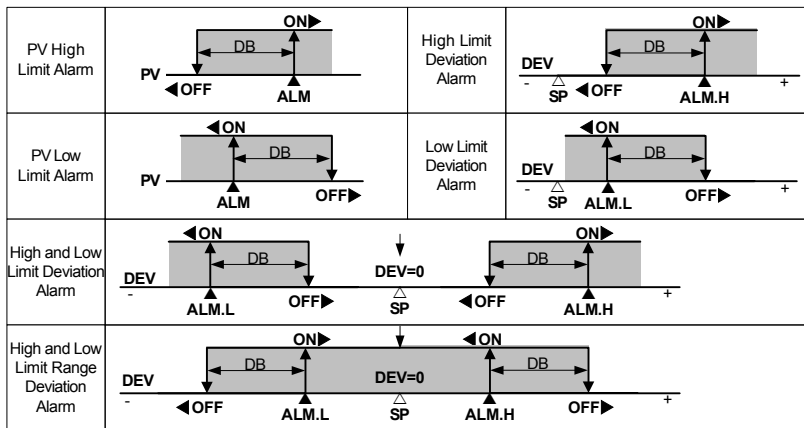 PV High
Limit Alarm
ON▶
DB
PV
◀OFF
ALM
High Limit
Deviation
Alarm
ON▶
DB
DEV
-
SP
◀OFF
ALM.H
+
PV Low
Limit Alarm
◀ON
DB
PV
ALM
OFF▶
Low Limit
Deviation
Alarm
◀ON
DB
DEV
-
SP
ALM.L
OFF▶
+
High and Low
Limit Deviation
Alarm
◀ON
DB
DEV
-
ALM.L
OFF▶
DEV=0
SP
ON▶
DB
◀OFF
ALM.H
+
High and Low
Limit Range
Deviation
Alarm
ON▶
◀ON
DB
DEV=0
DB
DEV
-
◀OFF
ALM.L
SP
ALM.H
OFF▶
+